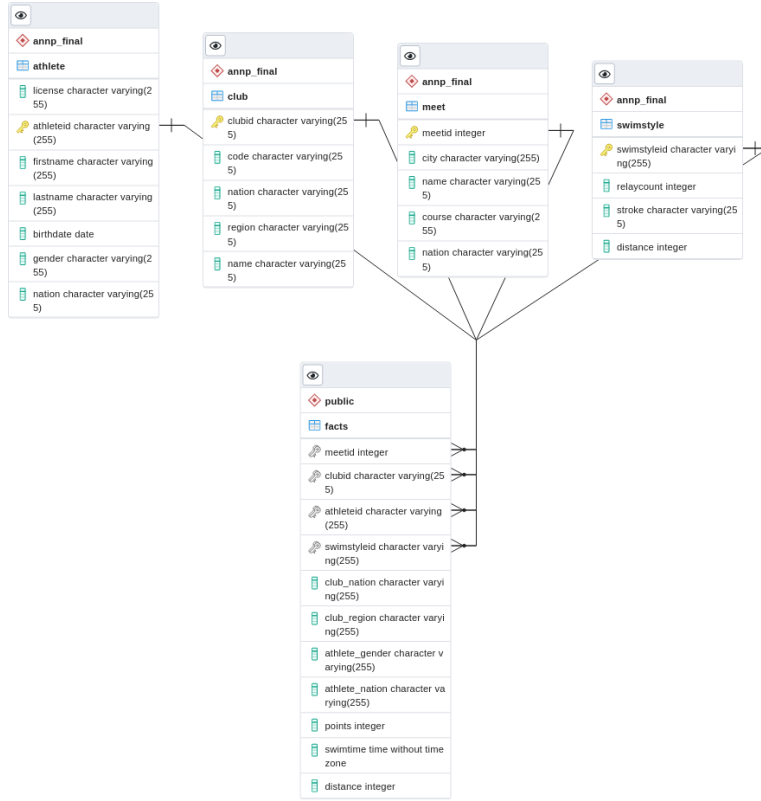 annp_final
athlete
license character varying(2
55)
athleteid character varying
(255)
firstname character varying
(255)
lastname character varying
(255)
birthdate date
gender character varying(2
55)
nation character varying(25
5)
annp_final
club
clubid character varying(25
5)
code character varying(25
5)
nation character varying(25
5)
region character varying(25
5)
name character varying(25
5)
annp_final
meet
meetid integer
city character varying(255)
name character varying(25
5)
course character varying(2
55)
nation character varying(25
5)
annp_final
swimstyle
swimstyleid character varyi
ng(255)
relaycount integer
stroke character varying(25
5)
distance integer
public
facts
meetid integer
clubid character varying(25
5)
athleteid character varying
(255)
swimstyleid character varyi
ng(255)
club_nation character varyi
ng(255)
club_region character varyi
ng(255)
athlete_gender character v
arying(255)
athlete_nation character va
rying(255)
points integer
swimtime time without time
zone
distance integer